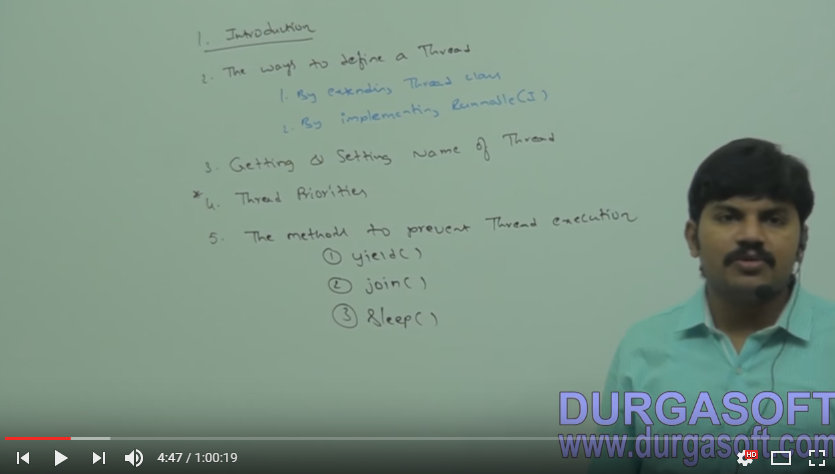 1. Introduction
2. The ways to define a Thread
1. By extending Thread class
2. By implementing Runnable(I)
3. Getting & Setting Name of Thread
* 4. Thread Priorities
5. The methods to prevent Thread execution
① yield()
② join()
③ sleep()
DURGASOFT
www.durgasoft.com
4:47 / 1:00:19
HD